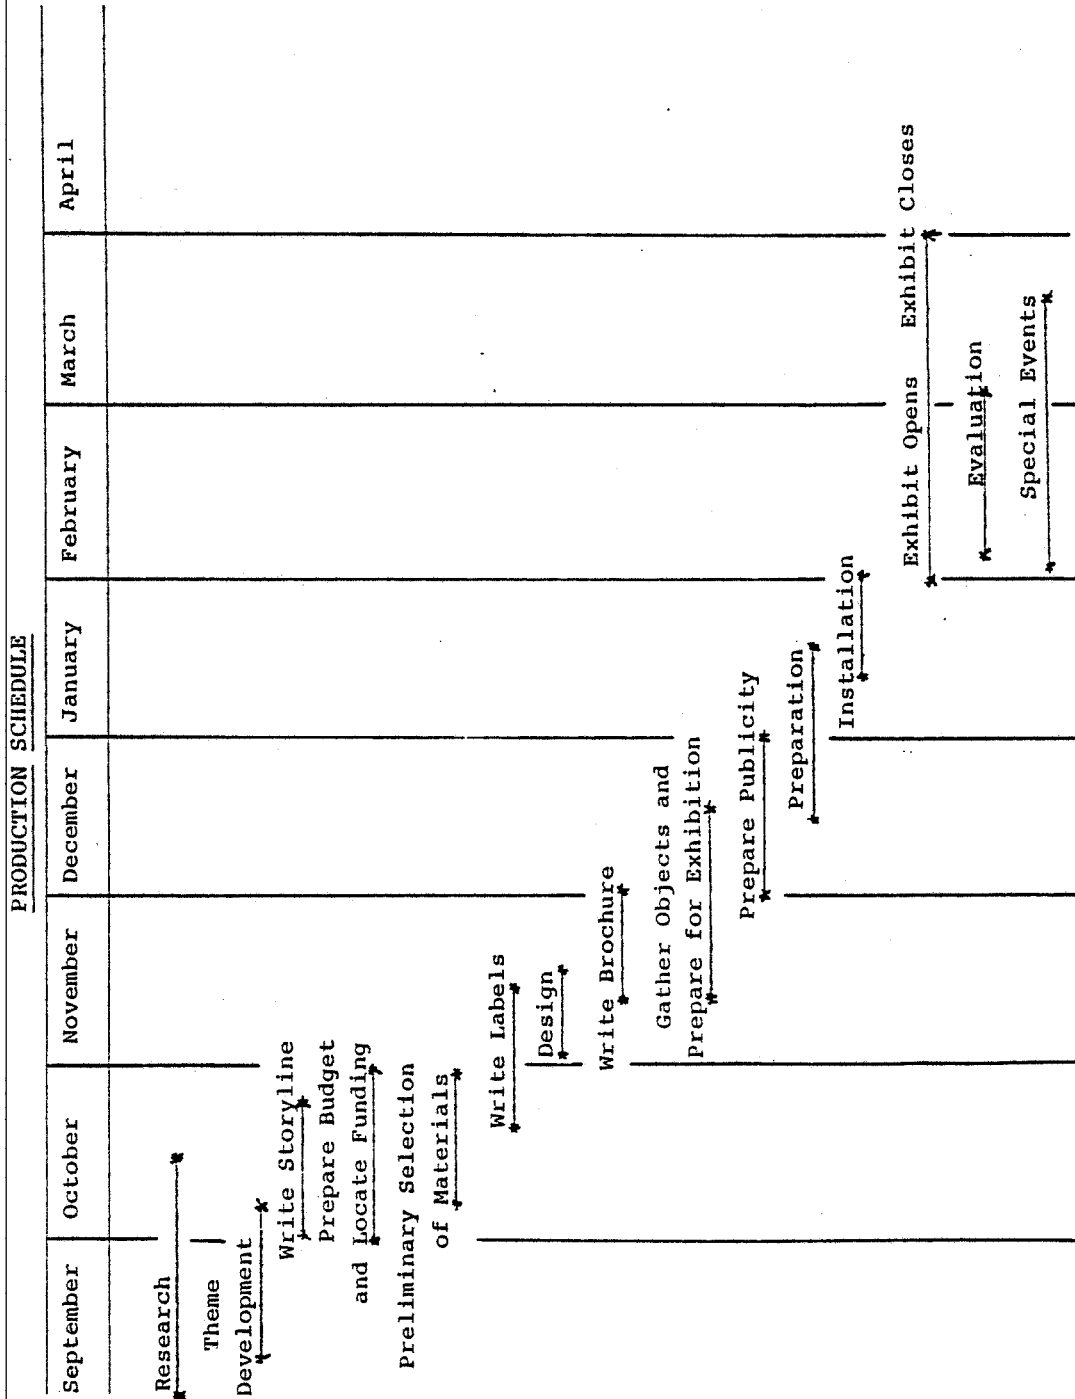 PRODUCTION SCHEDULE
September October November December January February March April
Research
Theme
Development
Write Storyline
Prepare Budget
and Locate Funding
Preliminary Selection
of Materials
Write Labels
Design
Write Brochure
Gather Objects and
Prepare for Exhibition
Prepare Publicity
Preparation
Installation
Exhibit Opens Exhibit Closes
Evaluation
Special Events